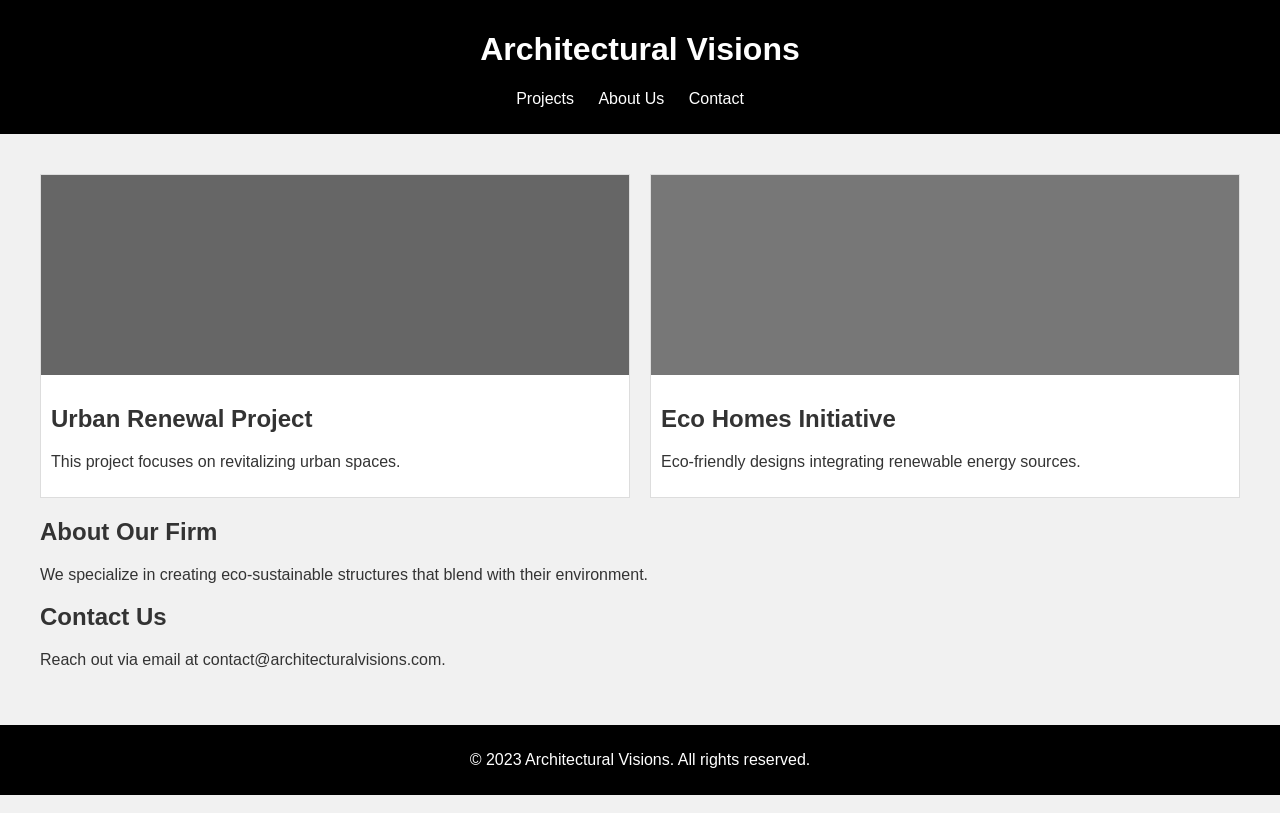 Architectural Visions
Projects About Us Contact
Urban Renewal Project
This project focuses on revitalizing urban spaces.
Eco Homes Initiative
Eco-friendly designs integrating renewable energy sources.
About Our Firm
We specialize in creating eco-sustainable structures that blend with their environment.
Contact Us
Reach out via email at contact@architecturalvisions.com.
© 2023 Architectural Visions. All rights reserved.